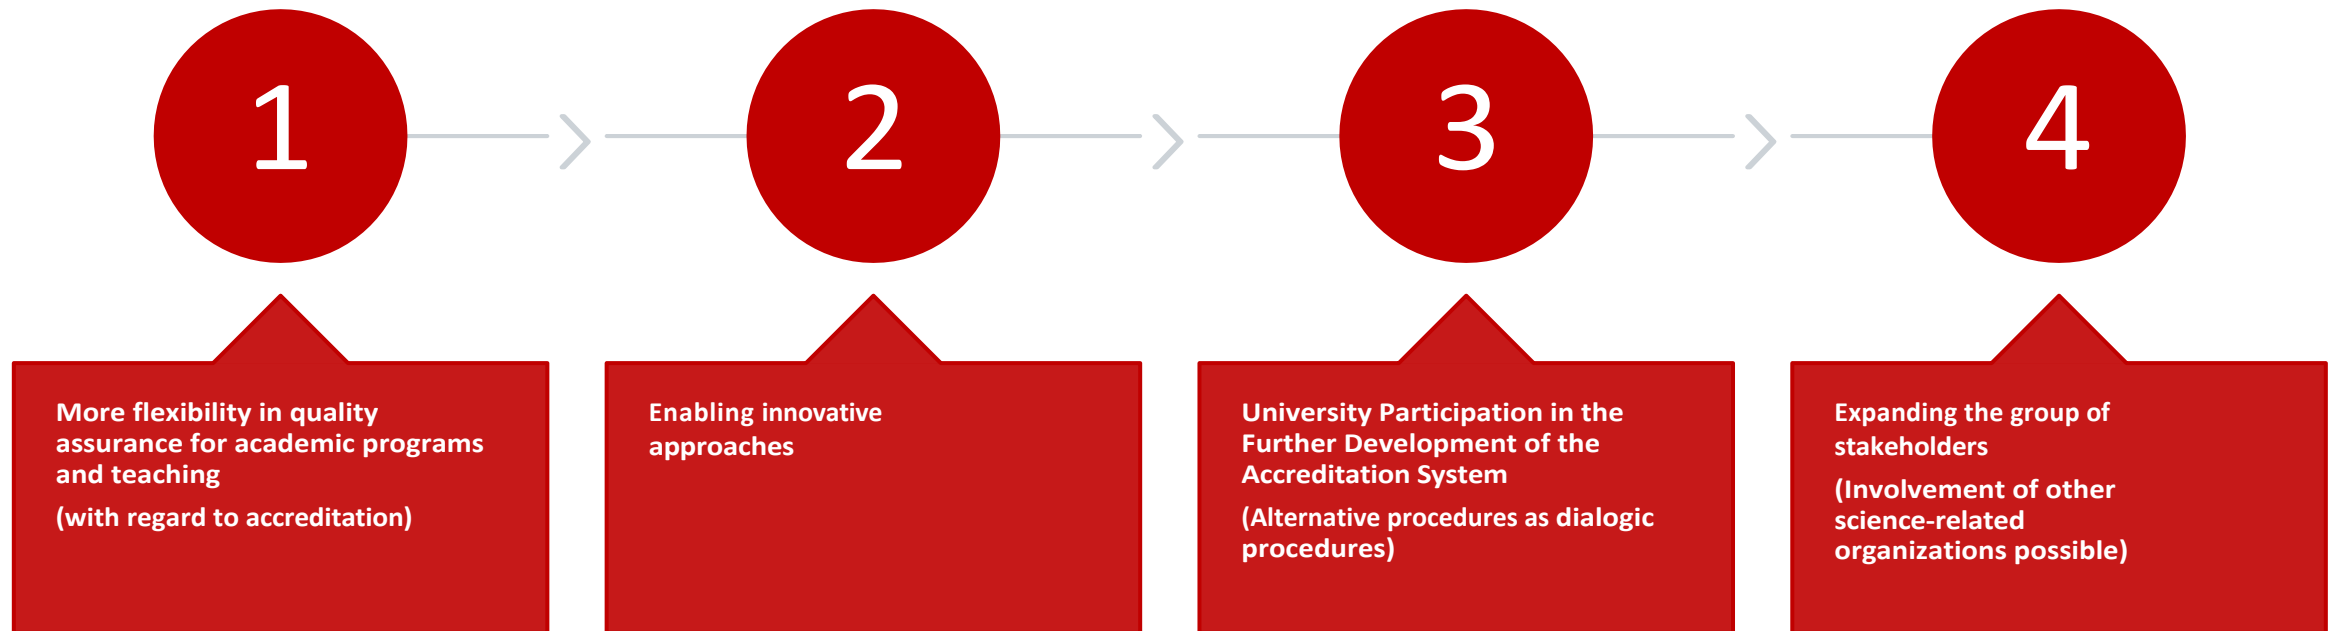 1
More flexibility in quality
assurance for academic programs
and teaching
(with regard to accreditation)
2
Enabling innovative
approaches
3
University Participation in the
Further Development of the
Accreditation System
(Alternative procedures as dialogic
procedures)
4
Expanding the group of
stakeholders
(Involvement of other
science-related
organizations possible)